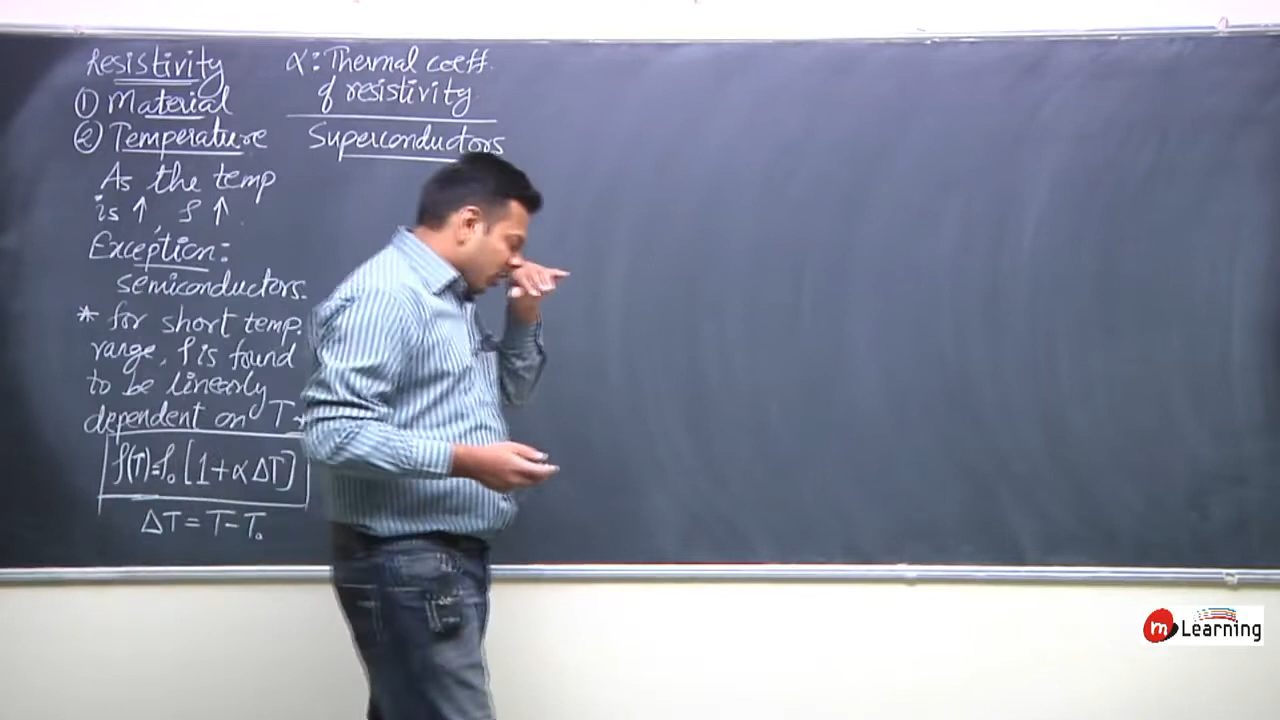 Resistivity
① Material
② Temperature
As the temp
is ↑, ρ ↑.
Exception:
semiconductors.
* for short temp.
range, ρ is found
to be linearly
dependent on T
ρ(T)=ρ₀ [1+αΔT]
ΔT = T - T₀
α: Thermal coeff.
of resistivity
Superconductors
m Learning